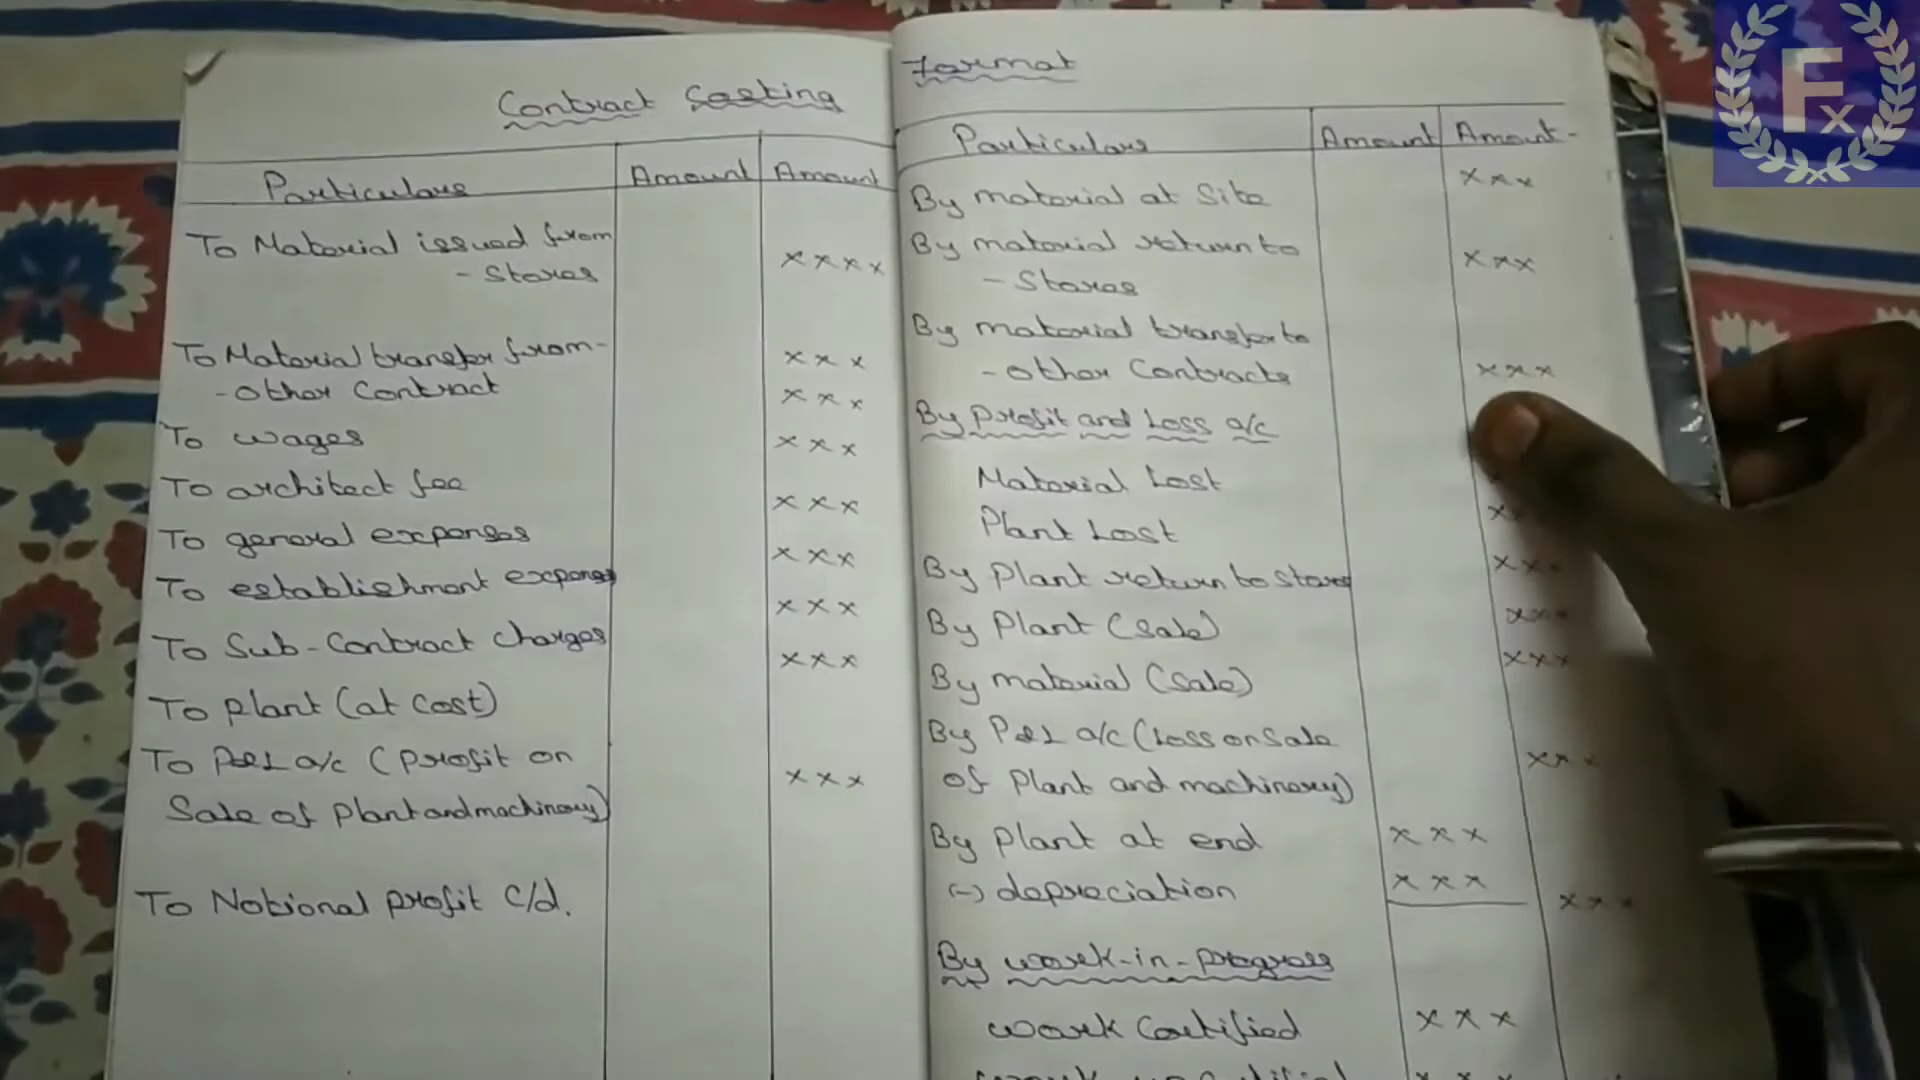 Contract Costing
Particulars Amount Amount
To Material issued from
- Stores xxxx
To Material transfer from -
- Other Contract xxx
To wages xxx
To architect fee xxx
To general expenses xxx
To establishment expenses xxx
To Sub-Contract charges xxx
To plant (at cost) xxx
To P&L a/c (profit on
Sale of plant and machinery) xxx
To Notional profit c/d.
Format
Particulars Amount Amount
By material at Site xxx
By material return to
- Stores xxx
By material transfer to
- Other Contracts xxx
By profit and Loss a/c
Material Lost
Plant Lost
By Plant return to stores xxx
By Plant (Sale) xxx
By material (Sale) xxx
By P&L a/c (Loss on Sale
of plant and machinery) xxx
By plant at end xxx
(-) depreciation xxx xxx
By work-in-progress
work certified xxx
Fx